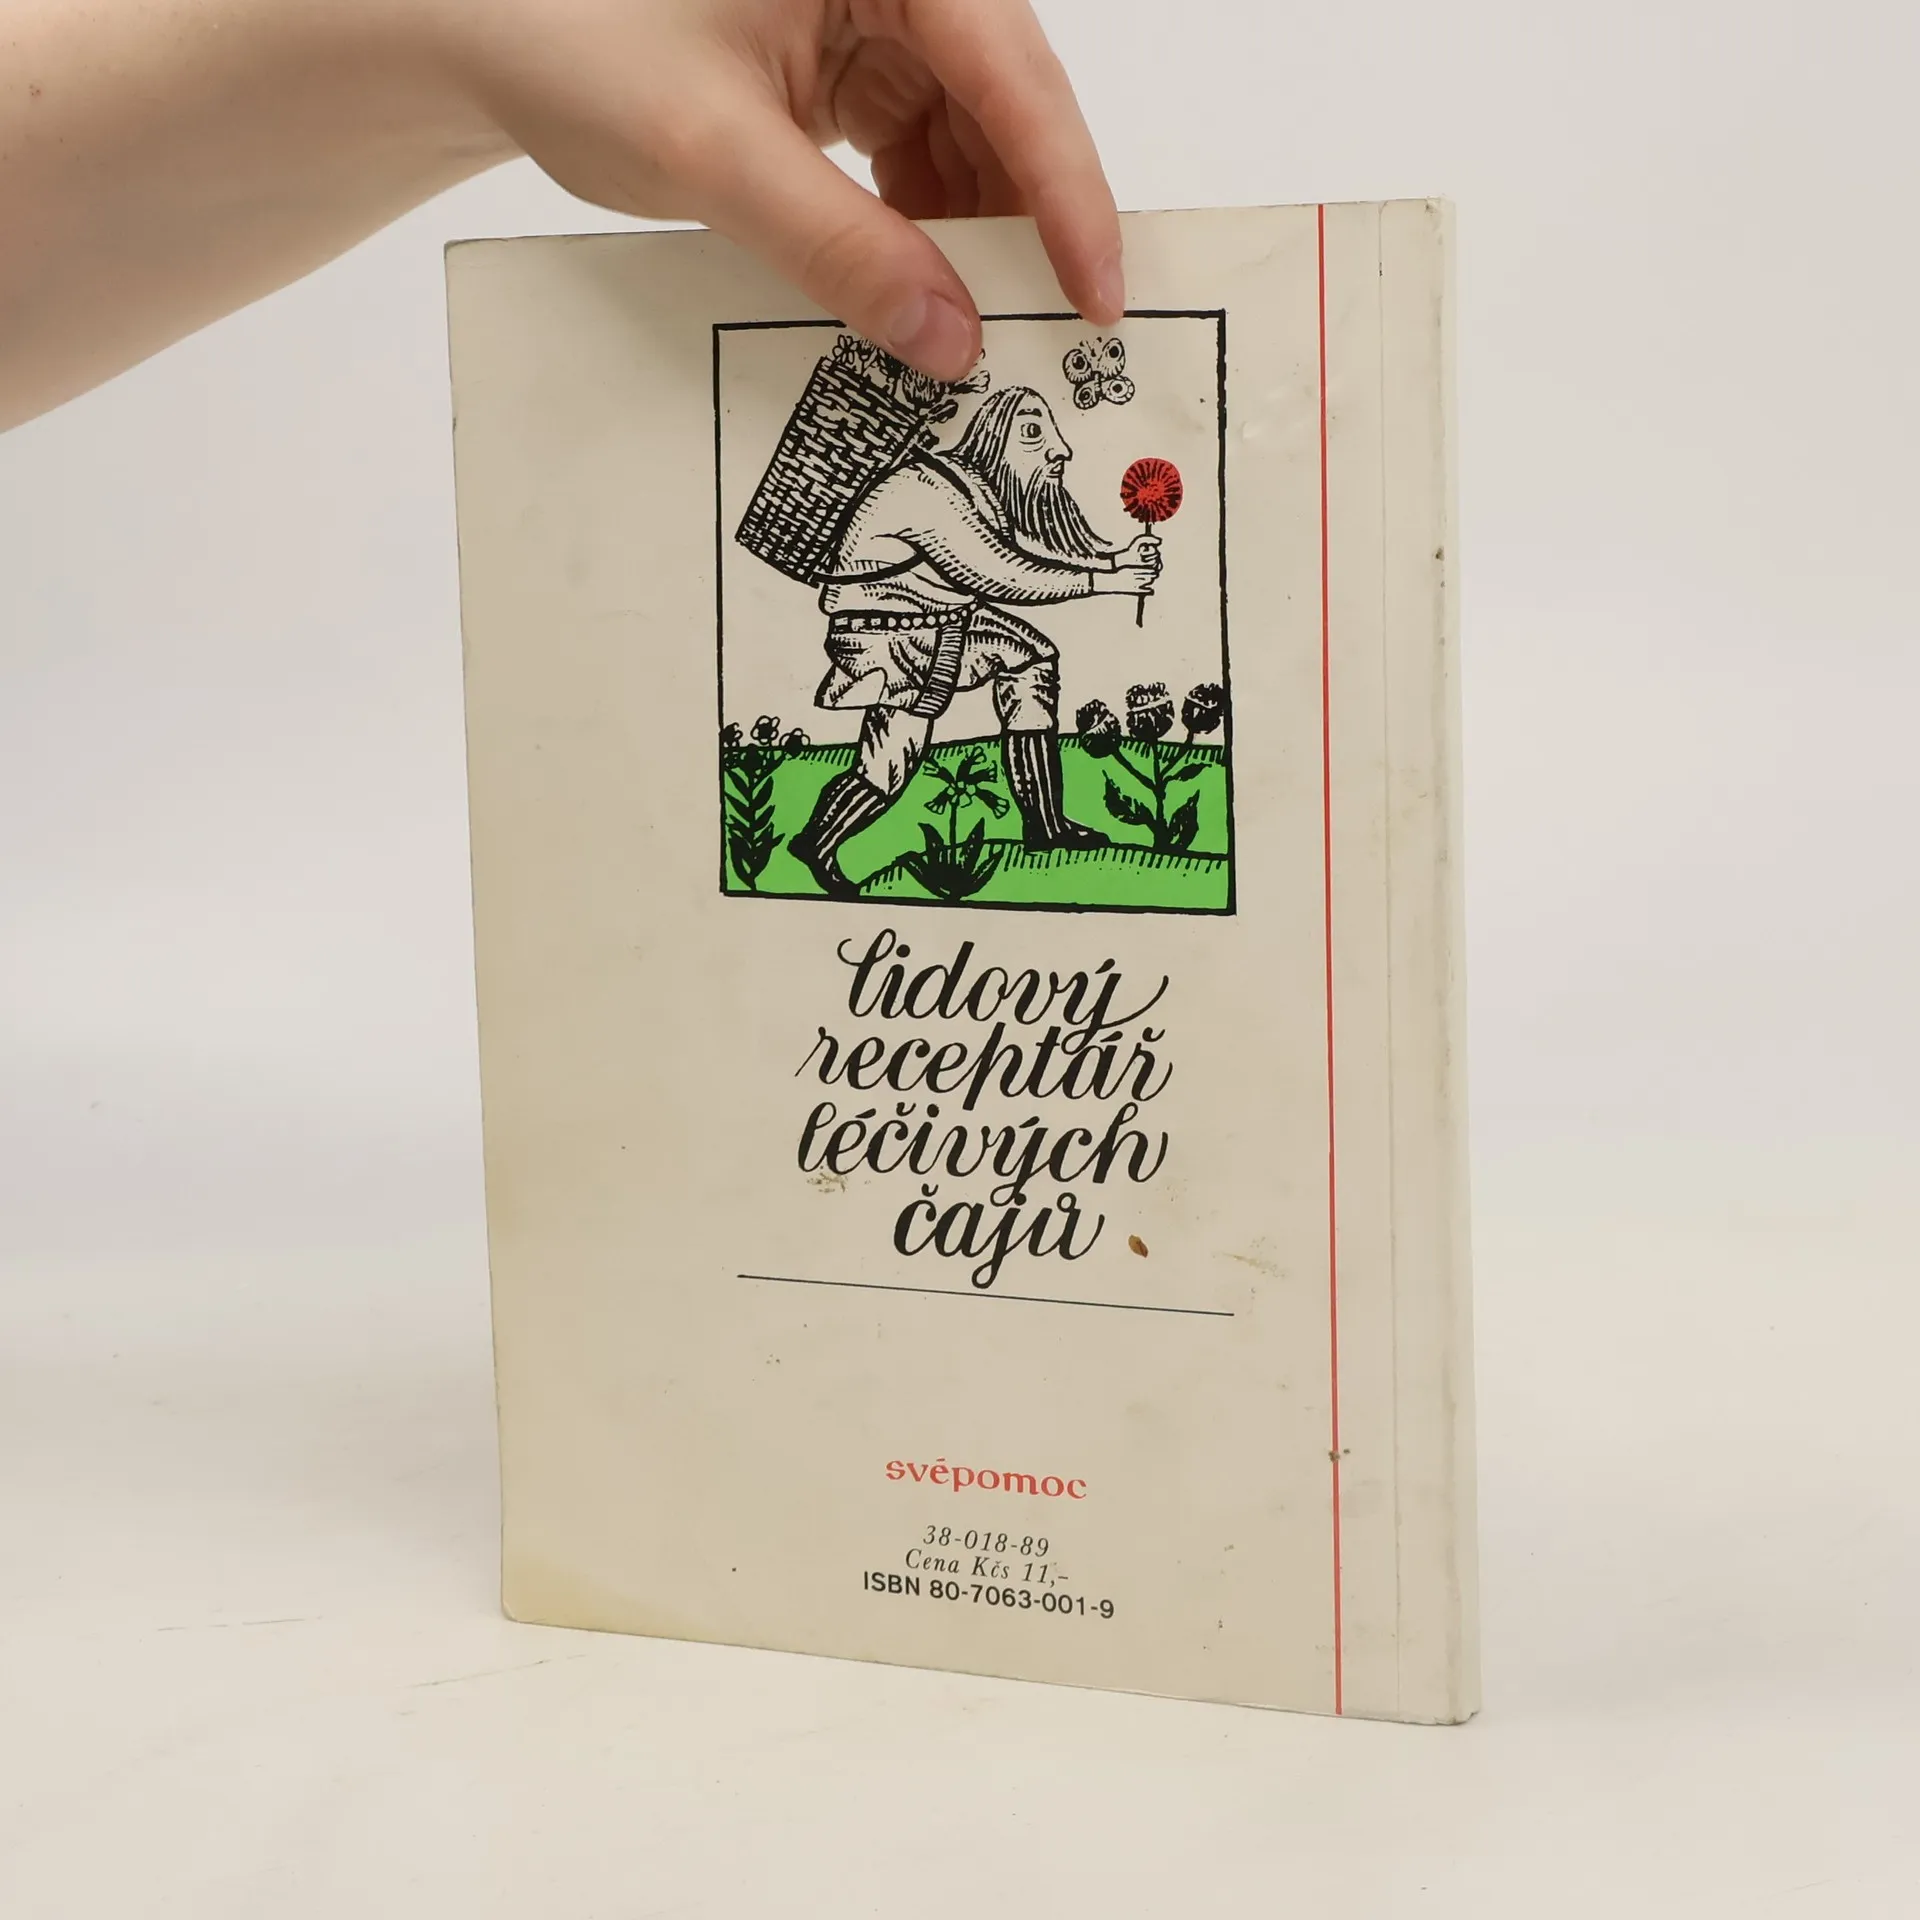 lidový
receptář
léčivých
čajů
svépomoc
38-018-89
Cena Kčs 11,-
ISBN 80-7063-001-9